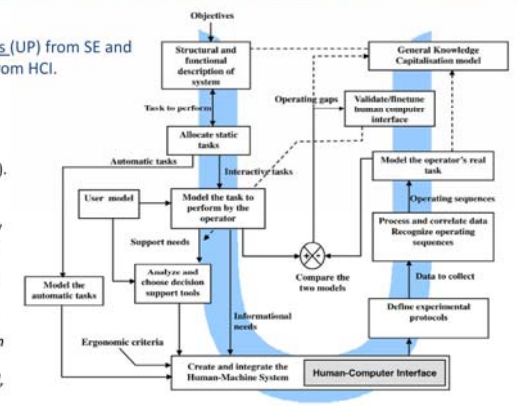 Objectives
s (UP) from SE and
rom HCI.
Structural and
functional
description of
system
General Knowledge
Capitalisation model
Task to perform
Operating gaps
Validate/finetune
human computer
interface
Allocate static
tasks
Automatic tasks
Interactive tasks
).
Model the operator's real
task
User model
Model the task to
perform by the
operator
Operating sequences
Process and correlate data
Recognize operating
sequences
Support needs
Compare the
two models
Analyze and
choose decision
support tools
Data to collect
Model the
automatic tasks
Informational
needs
Define experimental
protocols
Ergonomic criteria
Create and integrate the
Human-Machine System
Human-Computer Interface